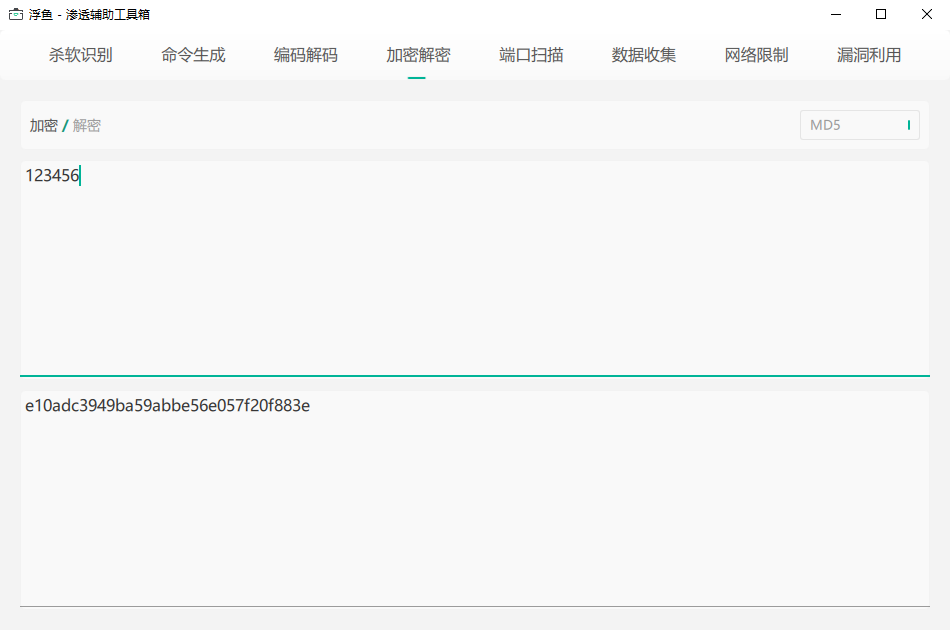 浮鱼 - 渗透辅助工具箱
杀软识别 命令生成 编码解码 加密解密 端口扫描 数据收集 网络限制 漏洞利用
加密 / 解密 MD5
123456
e10adc3949ba59abbe56e057f20f883e